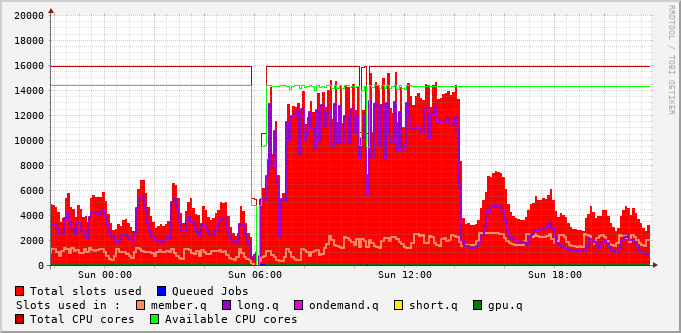 20000
18000
16000
14000
12000
10000
8000
6000
4000
2000
0
Sun 00:00 Sun 06:00 Sun 12:00 Sun 18:00
RRDTOOL / TOBI OETIKER
Total slots used Queued Jobs
Slots used in : member.q long.q ondemand.q short.q gpu.q
Total CPU cores Available CPU cores